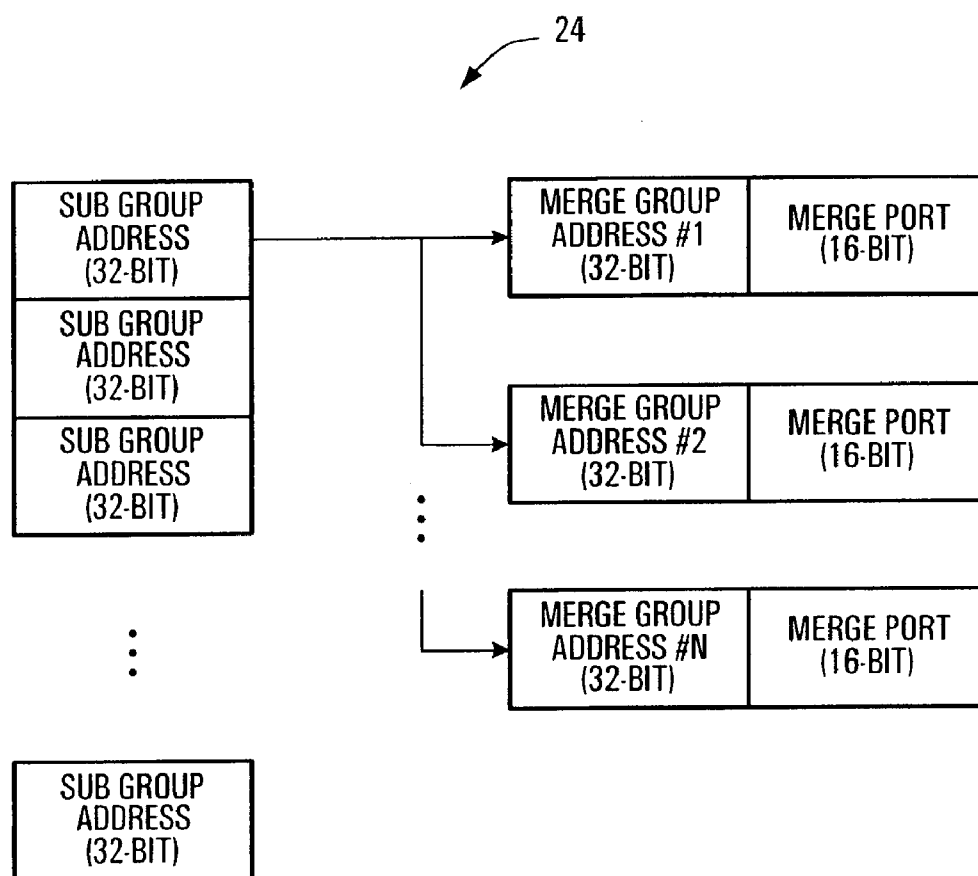 24
SUB GROUP
ADDRESS
(32-BIT)
SUB GROUP
ADDRESS
(32-BIT)
SUB GROUP
ADDRESS
(32-BIT)
SUB GROUP
ADDRESS
(32-BIT)
MERGE GROUP
ADDRESS #1
(32-BIT)
MERGE PORT
(16-BIT)
MERGE GROUP
ADDRESS #2
(32-BIT)
MERGE PORT
(16-BIT)
MERGE GROUP
ADDRESS #N
(32-BIT)
MERGE PORT
(16-BIT)